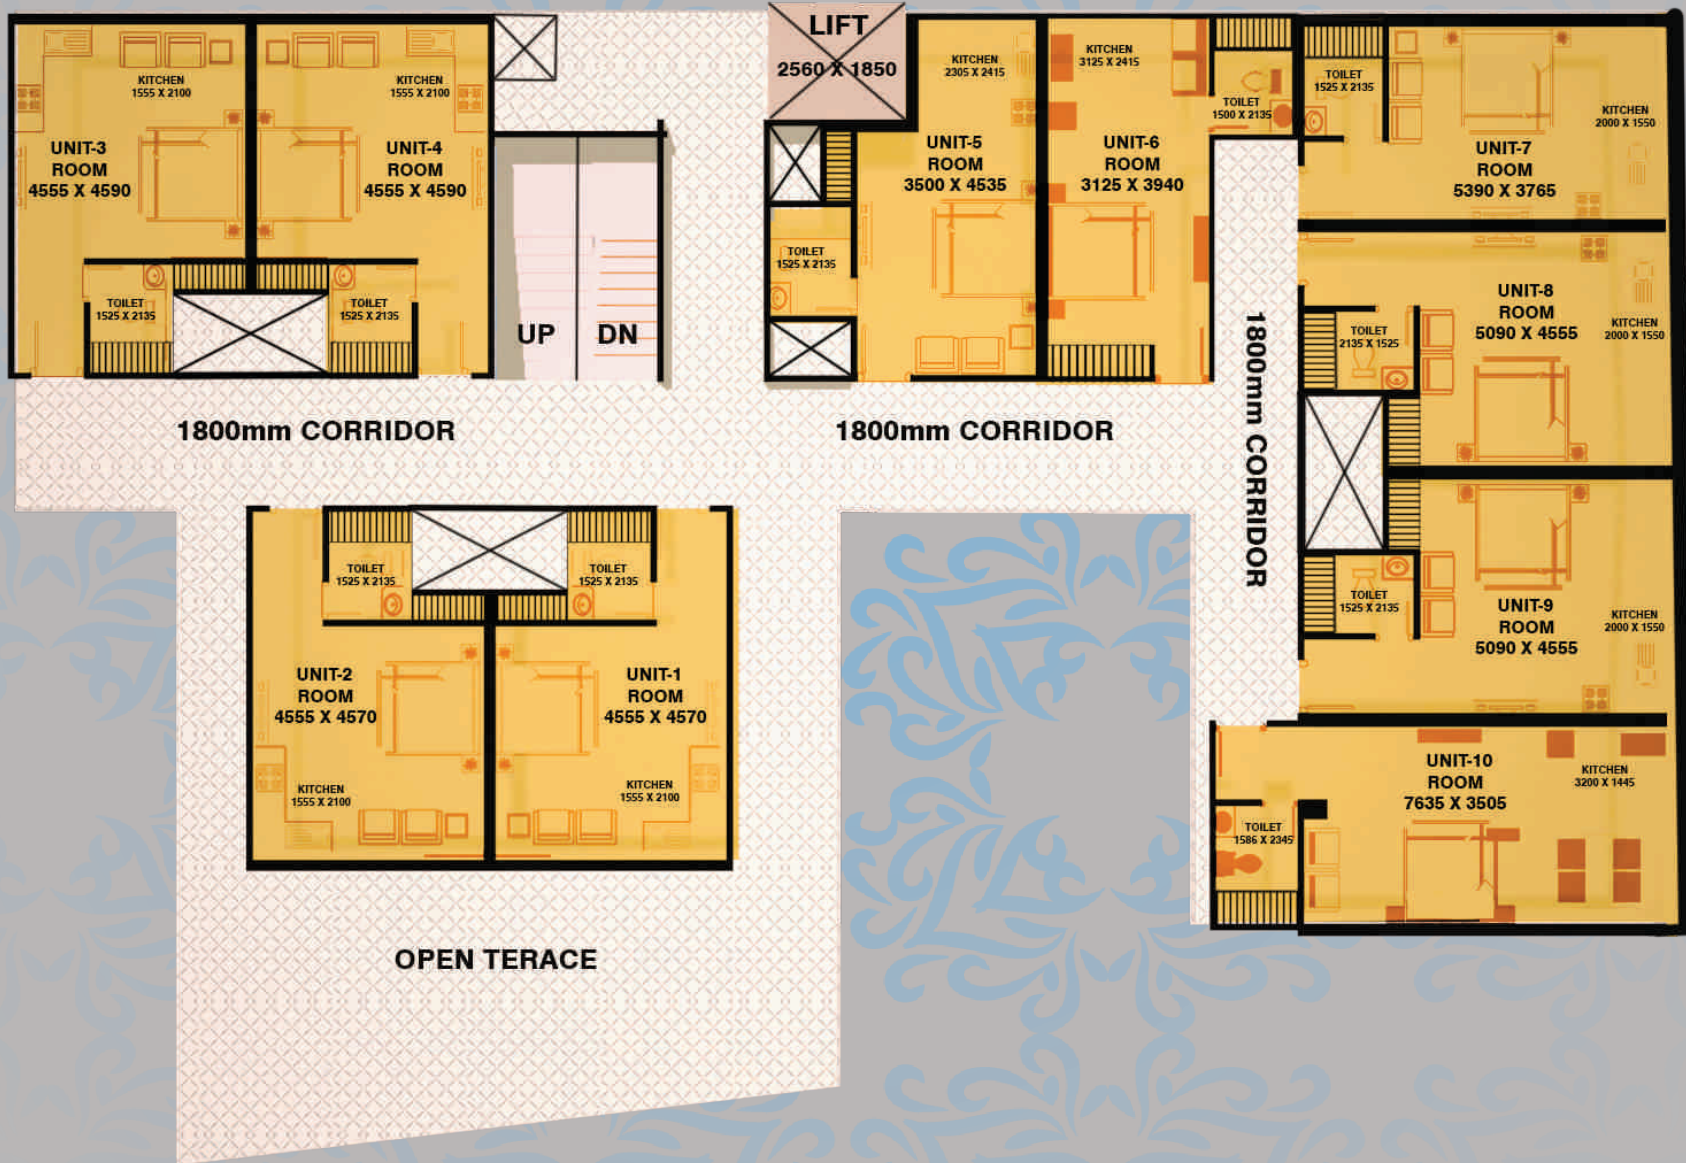 LIFT
2560 X 1850
KITCHEN
1555 X 2100
UNIT-3
ROOM
4555 X 4590
TOILET
1525 X 2135
KITCHEN
1555 X 2100
UNIT-4
ROOM
4555 X 4590
TOILET
1525 X 2135
UP
DN
KITCHEN
2305 X 2415
UNIT-5
ROOM
3500 X 4535
TOILET
1525 X 2135
KITCHEN
3125 X 2415
UNIT-6
ROOM
3125 X 3940
TOILET
1500 X 2135
TOILET
1525 X 2135
KITCHEN
2000 X 1550
UNIT-7
ROOM
5390 X 3765
UNIT-8
ROOM
5090 X 4555
KITCHEN
2000 X 1550
TOILET
2135 X 1525
1800mm CORRIDOR
1800mm CORRIDOR
1800mm CORRIDOR
TOILET
1525 X 2135
TOILET
1525 X 2135
UNIT-2
ROOM
4555 X 4570
KITCHEN
1555 X 2100
UNIT-1
ROOM
4555 X 4570
KITCHEN
1555 X 2100
TOILET
1525 X 2135
UNIT-9
ROOM
5090 X 4555
KITCHEN
2000 X 1550
UNIT-10
ROOM
7635 X 3505
KITCHEN
3200 X 1445
TOILET
1586 X 2345
OPEN TERACE